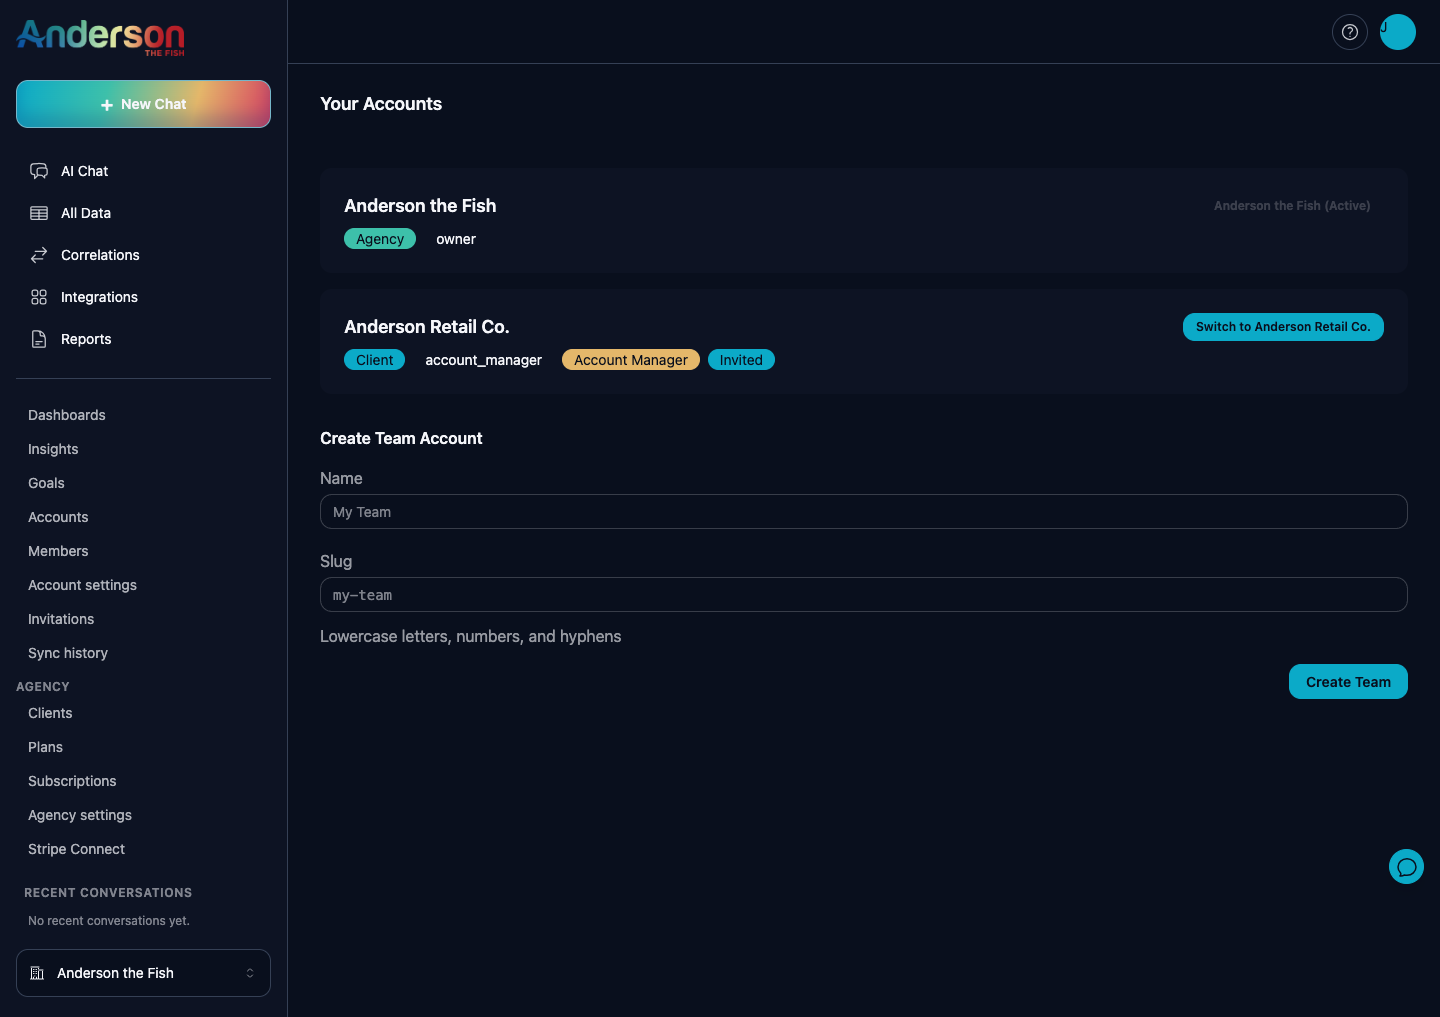 Anderson
THE FISH
J
+ New Chat
AI Chat
All Data
Correlations
Integrations
Reports
Dashboards
Insights
Goals
Accounts
Members
Account settings
Invitations
Sync history
AGENCY
Clients
Plans
Subscriptions
Agency settings
Stripe Connect
RECENT CONVERSATIONS
No recent conversations yet.
Anderson the Fish
Your Accounts
Anderson the Fish
Anderson the Fish (Active)
Agency owner
Anderson Retail Co.
Switch to Anderson Retail Co.
Client account_manager Account Manager Invited
Create Team Account
Name
My Team
Slug
my-team
Lowercase letters, numbers, and hyphens
Create Team